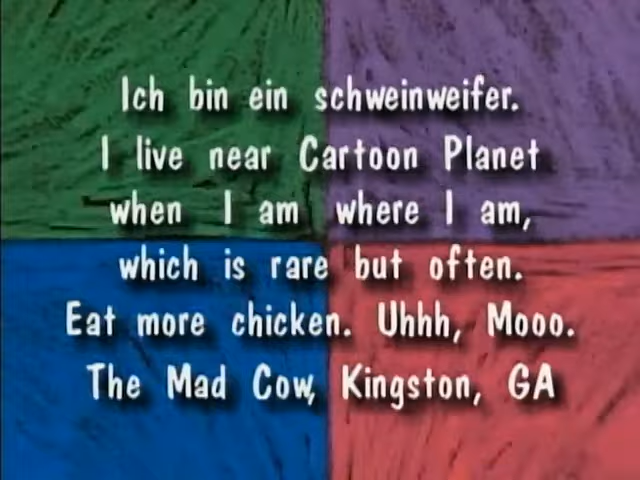 Ich bin ein schweinweifer.
I live near Cartoon Planet
when I am where I am,
which is rare but often.
Eat more chicken. Uhhh, Mooo.
The Mad Cow, Kingston, GA